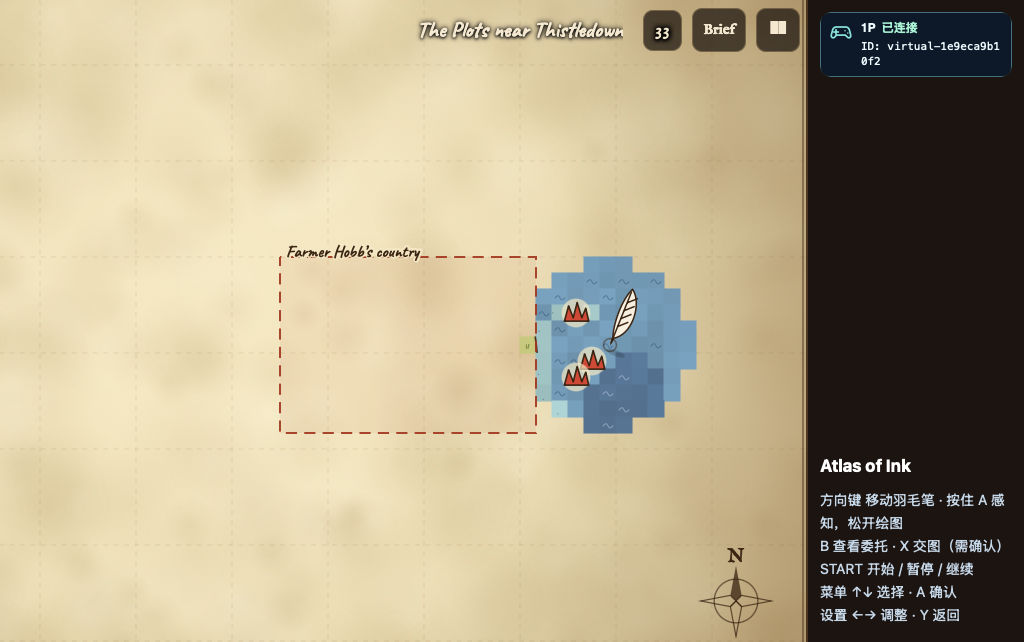 The Plots near Thistledown
33
Brief
Farmer Hobb's country
N
1P 已连接
ID: virtual-1e9eca9b1
0f2
Atlas of Ink
方向键 移动羽毛笔 · 按住 A 感
知，松开绘图
B 查看委托 · X 交图（需确认）
START 开始 / 暂停 / 继续
菜单 ↑↓ 选择 · A 确认
设置 ←→ 调整 · Y 返回